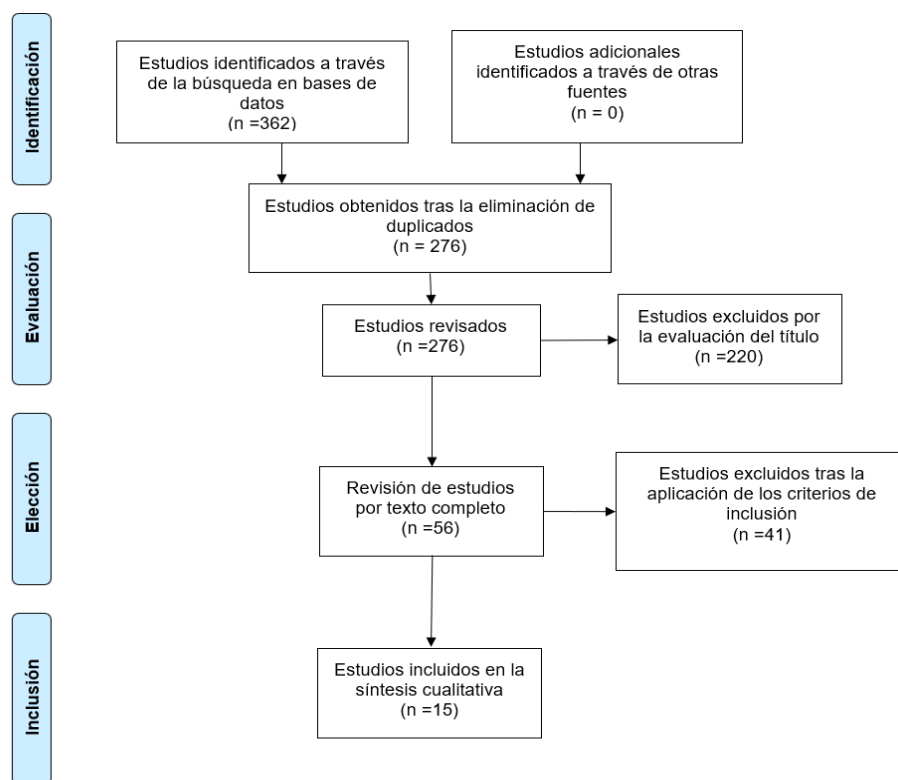 Identificación
Estudios identificados a través
de la búsqueda en bases de
datos
(n =362)
Estudios adicionales
identificados a través de otras
fuentes
(n = 0)
Estudios obtenidos tras la eliminación de
duplicados
(n = 276)
Evaluación
Estudios revisados
(n =276)
Estudios excluidos por
la evaluación del título
(n =220)
Elección
Revisión de estudios
por texto completo
(n =56)
Estudios excluidos tras la
aplicación de los criterios de
inclusión
(n =41)
Inclusión
Estudios incluidos en la
síntesis cualitativa
(n =15)